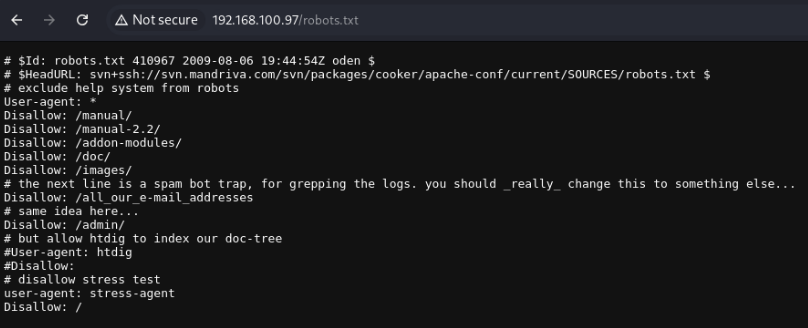 Not secure 192.168.100.97/robots.txt
# $Id: robots.txt 410967 2009-08-06 19:44:54Z oden $
# $HeadURL: svn+ssh://svn.mandriva.com/svn/packages/cooker/apache-conf/current/SOURCES/robots.txt $
# exclude help system from robots
User-agent: *
Disallow: /manual/
Disallow: /manual-2.2/
Disallow: /addon-modules/
Disallow: /doc/
Disallow: /images/
# the next line is a spam bot trap, for grepping the logs. you should _really_ change this to something else...
Disallow: /all_our_e-mail_addresses
# same idea here...
Disallow: /admin/
# but allow htdig to index our doc-tree
#User-agent: htdig
#Disallow:
# disallow stress test
user-agent: stress-agent
Disallow: /